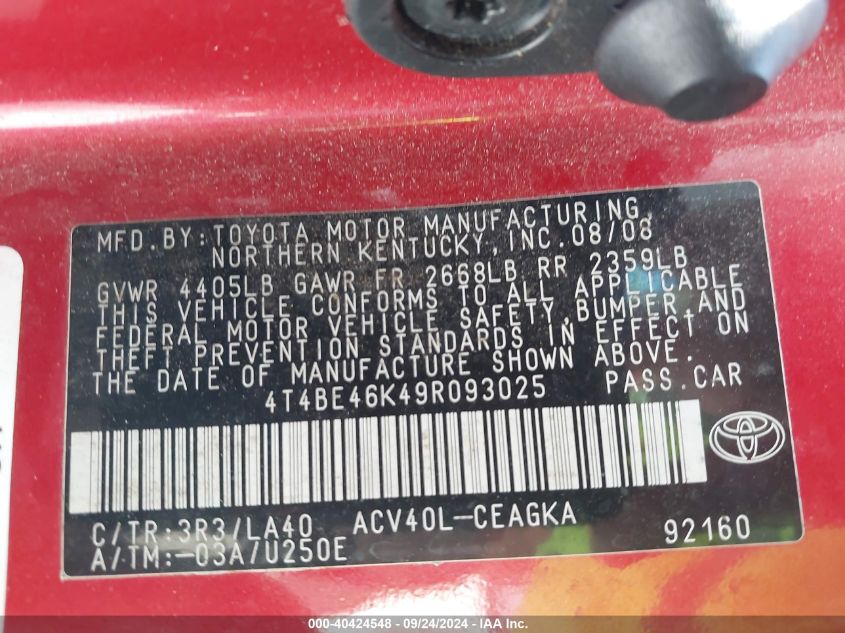 MFD.BY:TOYOTA MOTOR MANUFACTURING,
NORTHERN KENTUCKY,INC.08/08
GVWR 4405LB GAWR FR 2668LB RR 2359LB
THIS VEHICLE CONFORMS TO ALL APPLICABLE
FEDERAL MOTOR VEHICLE SAFETY,BUMPER,AND
THEFT PREVENTION STANDARDS IN EFFECT ON
THE DATE OF MANUFACTURE SHOWN ABOVE.
4T4BE46K49R093025 PASS.CAR
C/TR:3R3/LA40 ACV40L-CEAGKA
A/TM:-03A/U250E 92160
000-40424548 - 09/24/2024 - IAA Inc.